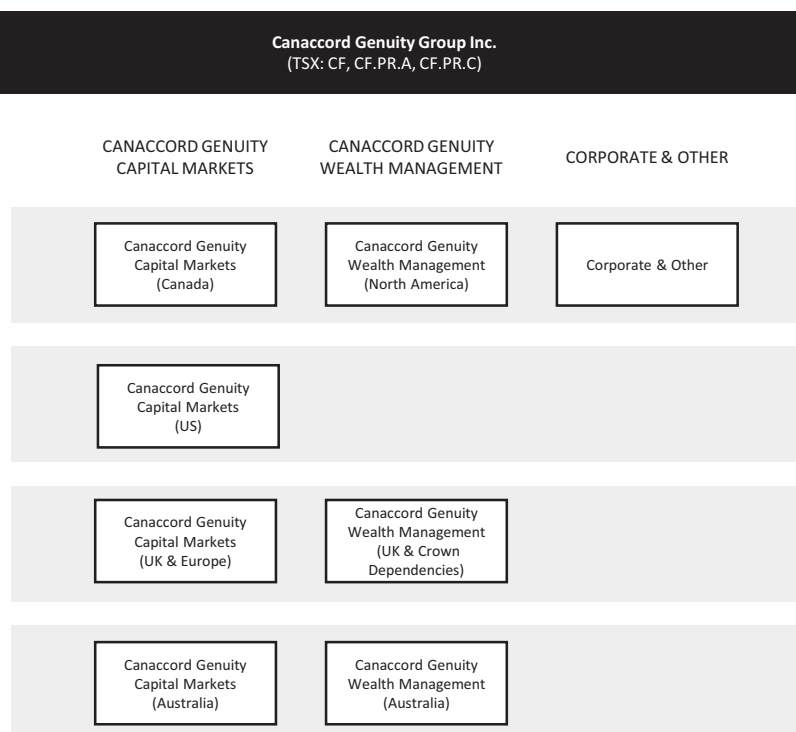 Canaccord Genuity Group Inc.
(TSX: CF, CF.PR.A, CF.PR.C)
CANACCORD GENUITY
CAPITAL MARKETS
CANACCORD GENUITY
WEALTH MANAGEMENT
CORPORATE & OTHER
Canaccord Genuity
Capital Markets
(Canada)
Canaccord Genuity
Wealth Management
(North America)
Corporate & Other
Canaccord Genuity
Capital Markets
(US)
Canaccord Genuity
Capital Markets
(UK & Europe)
Canaccord Genuity
Wealth Management
(UK & Crown
Dependencies)
Canaccord Genuity
Capital Markets
(Australia)
Canaccord Genuity
Wealth Management
(Australia)